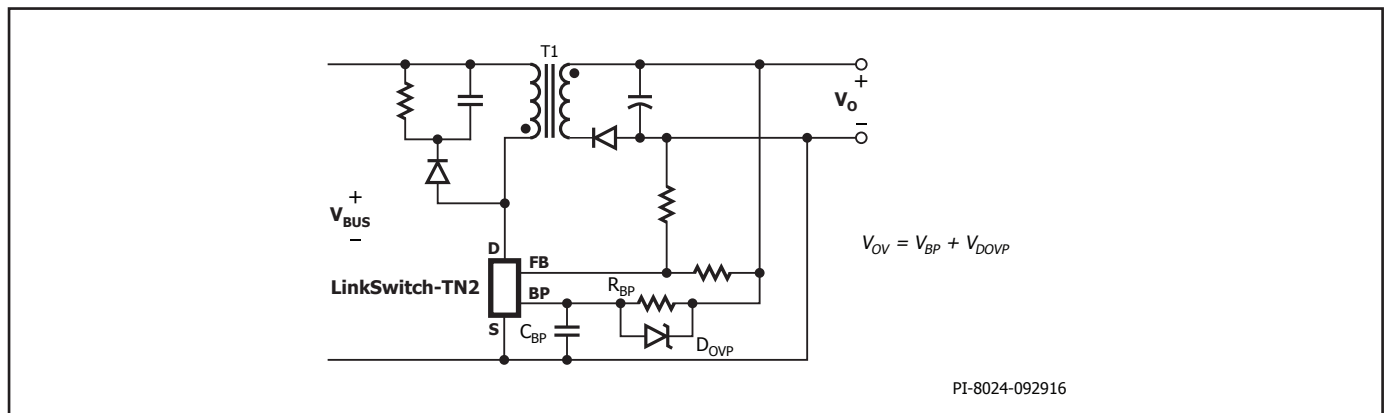 T1
+
V_O
−
+
V_BUS
−
D
FB
V_OV = V_BP + V_DOVP
LinkSwitch-TN2
BP
R_BP
S
C_BP
D_OVP
PI-8024-092916